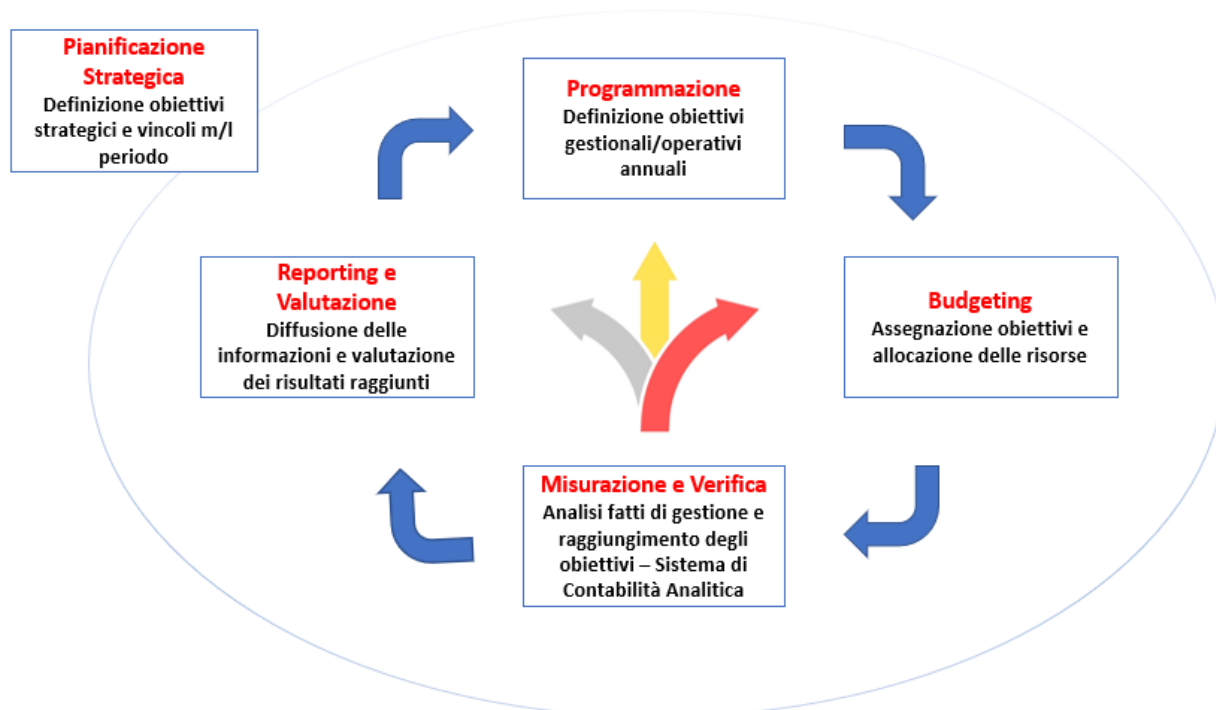 Pianificazione
Strategica
Definizione obiettivi
strategici e vincoli m/l
periodo
Programmazione
Definizione obiettivi
gestionali/operativi
annuali
Reporting e
Valutazione
Diffusione delle
informazioni e valutazione
dei risultati raggiunti
Budgeting
Assegnazione obiettivi e
allocazione delle risorse
Misurazione e Verifica
Analisi fatti di gestione e
raggiungimento degli
obiettivi – Sistema di
Contabilità Analitica